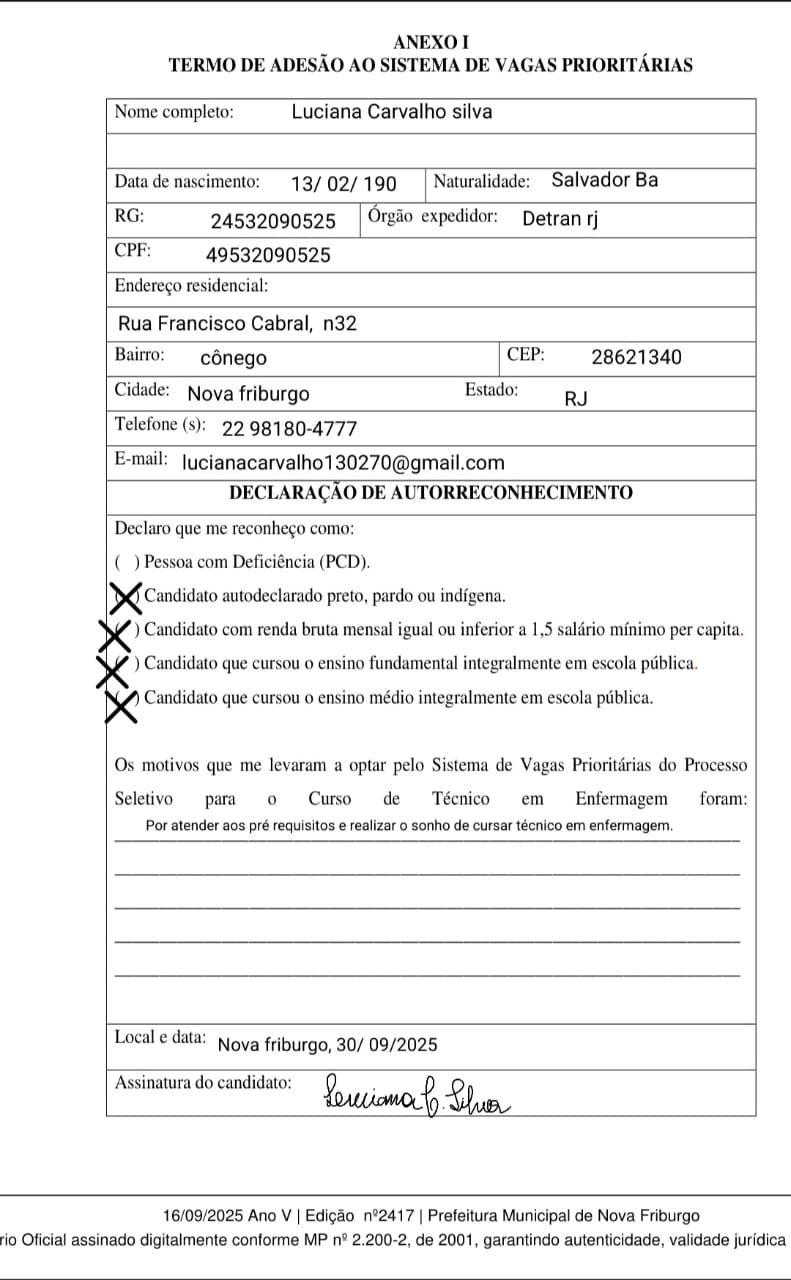 ANEXO I
TERMO DE ADESÃO AO SISTEMA DE VAGAS PRIORITÁRIAS
Nome completo: Luciana Carvalho silva
Data de nascimento: 13/ 02/ 190 Naturalidade: Salvador Ba
RG: 24532090525 Órgão expedidor: Detran rj
CPF: 49532090525
Endereço residencial:
Rua Francisco Cabral, n32
Bairro: cônego CEP: 28621340
Cidade: Nova friburgo Estado: RJ
Telefone (s): 22 98180-4777
E-mail: lucianacarvalho130270@gmail.com
DECLARAÇÃO DE AUTORRECONHECIMENTO
Declaro que me reconheço como:
( ) Pessoa com Deficiência (PCD).
(X) Candidato autodeclarado preto, pardo ou indígena.
(X) Candidato com renda bruta mensal igual ou inferior a 1,5 salário mínimo per capita.
(X) Candidato que cursou o ensino fundamental integralmente em escola pública.
(X) Candidato que cursou o ensino médio integralmente em escola pública.
Os motivos que me levaram a optar pelo Sistema de Vagas Prioritárias do Processo
Seletivo para o Curso de Técnico em Enfermagem foram:
Por atender aos pré requisitos e realizar o sonho de cursar técnico em enfermagem.
Local e data: Nova friburgo, 30/ 09/2025
Assinatura do candidato: Luciana C. Silva
16/09/2025 Ano V | Edição nº2417 | Prefeitura Municipal de Nova Friburgo
rio Oficial assinado digitalmente conforme MP nº 2.200-2, de 2001, garantindo autenticidade, validade jurídica